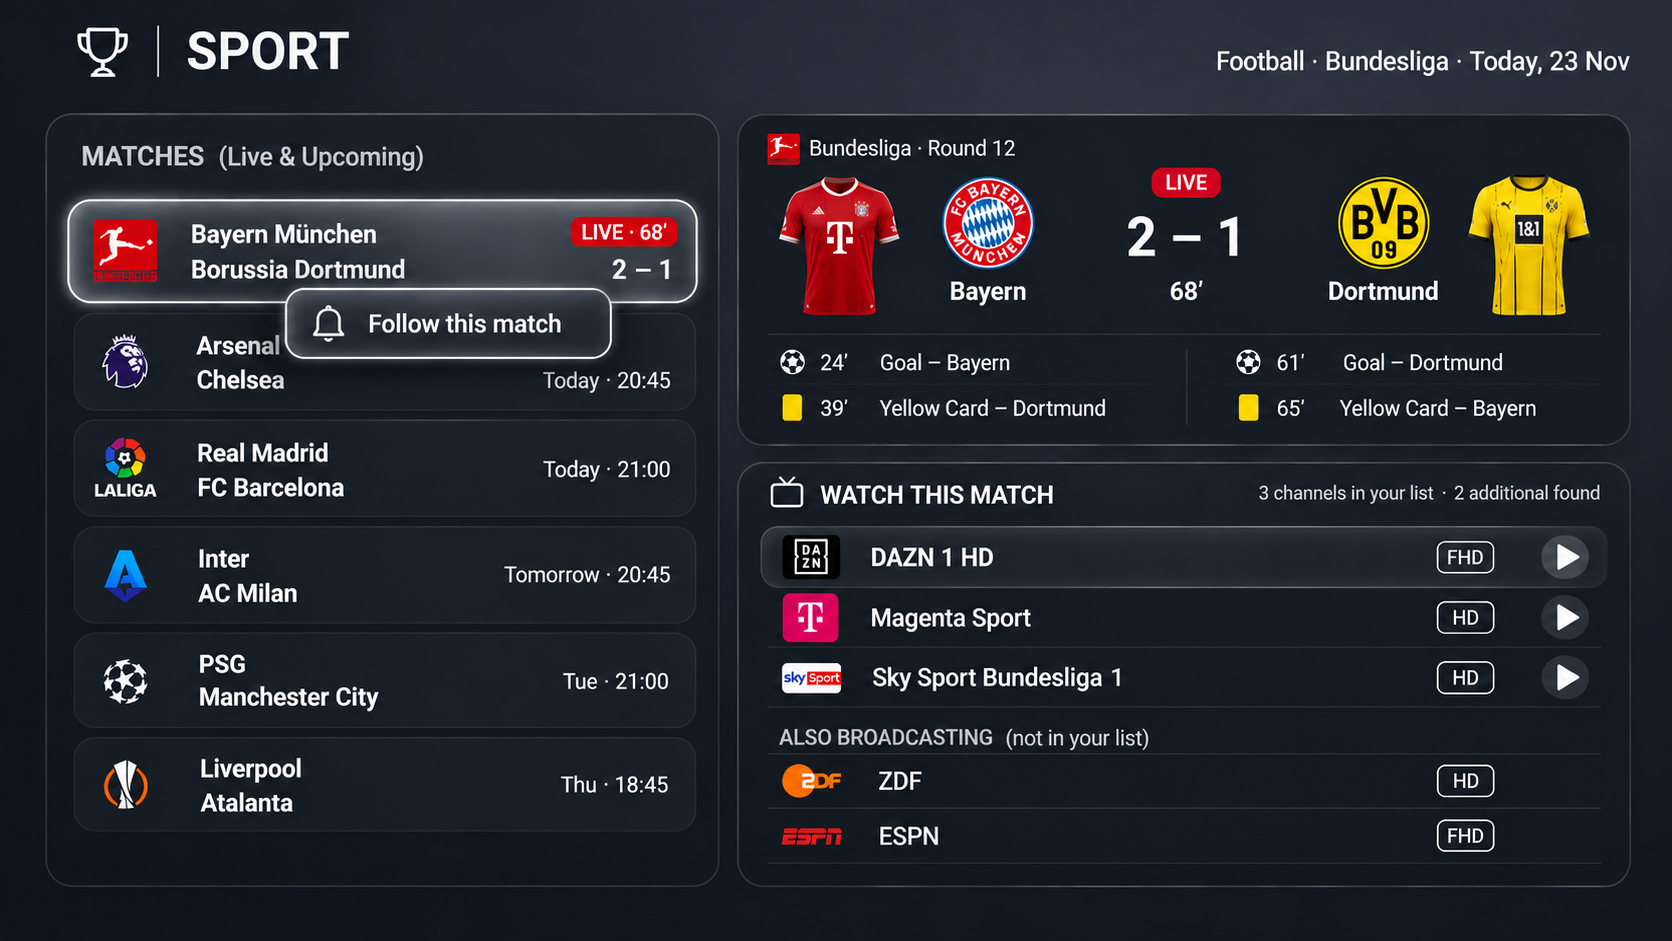 SPORT
Football · Bundesliga · Today, 23 Nov
MATCHES (Live & Upcoming)
Bayern München
LIVE · 68’
Borussia Dortmund
2 – 1
Follow this match
Arsenal
Chelsea
Today · 20:45
LALIGA
Real Madrid
FC Barcelona
Today · 21:00
Inter
AC Milan
Tomorrow · 20:45
PSG
Manchester City
Tue · 21:00
Liverpool
Atalanta
Thu · 18:45
Bundesliga · Round 12
T
FC BAYERN
MÜNCHEN
Bayern
LIVE
2 – 1
68’
BVB
09
Dortmund
1&1
24’ Goal – Bayern
39’ Yellow Card – Dortmund
61’ Goal – Dortmund
65’ Yellow Card – Bayern
WATCH THIS MATCH
3 channels in your list · 2 additional found
DA
ZN
DAZN 1 HD
FHD
T
Magenta Sport
HD
sky Sport
Sky Sport Bundesliga 1
HD
ALSO BROADCASTING (not in your list)
ZDF
ZDF
HD
ESPN
ESPN
FHD